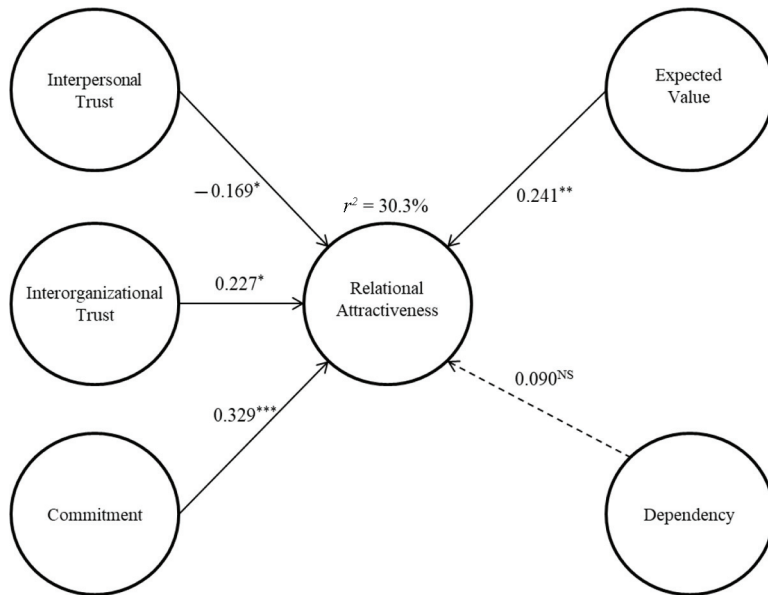 Interpersonal
Trust
Expected
Value
−0.169*
r² = 30.3%
0.241**
Interorganizational
Trust
0.227*
Relational
Attractiveness
0.329***
0.090ᴺˢ
Commitment
Dependency